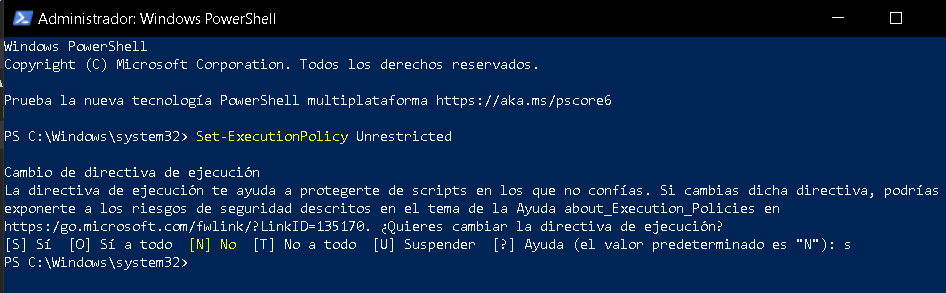 Administrador: Windows PowerShell
Windows PowerShell
Copyright (C) Microsoft Corporation. Todos los derechos reservados.
Prueba la nueva tecnología PowerShell multiplataforma https://aka.ms/pscore6
PS C:\Windows\system32> Set-ExecutionPolicy Unrestricted
Cambio de directiva de ejecución
La directiva de ejecución te ayuda a protegerte de scripts en los que no confías. Si cambias dicha directiva, podrías
exponerte a los riesgos de seguridad descritos en el tema de la Ayuda about_Execution_Policies en
https:/go.microsoft.com/fwlink/?LinkID=135170. ¿Quieres cambiar la directiva de ejecución?
[S] Sí  [O] Sí a todo  [N] No  [T] No a todo  [U] Suspender  [?] Ayuda (el valor predeterminado es "N"): s
PS C:\Windows\system32>